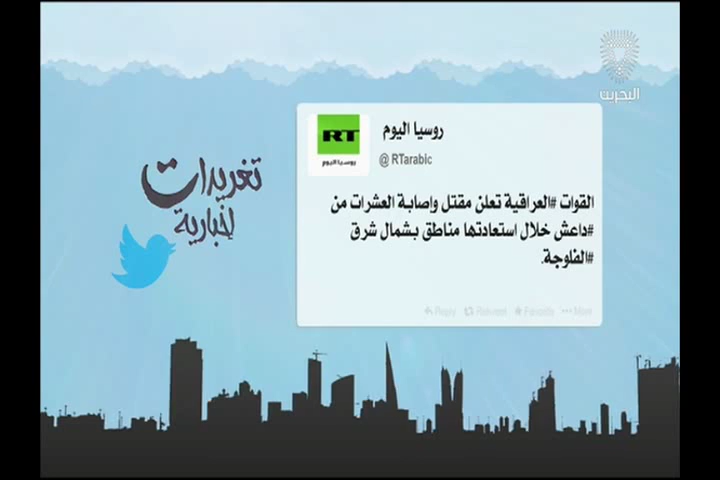 البحرين
روسيا اليوم
RT
روسيا اليوم
@ RTarabic
تغريدات
إخبارية
القوات #العراقية تعلن مقتل وإصابة العشرات من
#داعش خلال استعادتها مناطق بشمال شرق
#الفلوجة.
Reply Retweet Favorite More